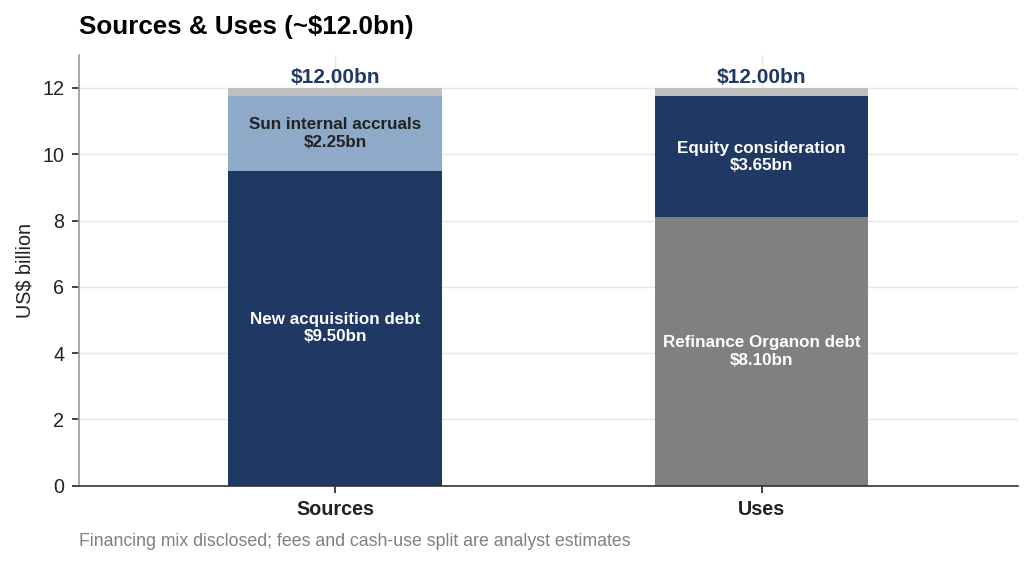 Sources & Uses (~$12.0bn)
$12.00bn
$12.00bn
12
10
8
6
4
2
0
US$ billion
Sun internal accruals
$2.25bn
New acquisition debt
$9.50bn
Equity consideration
$3.65bn
Refinance Organon debt
$8.10bn
Sources
Uses
Financing mix disclosed; fees and cash-use split are analyst estimates